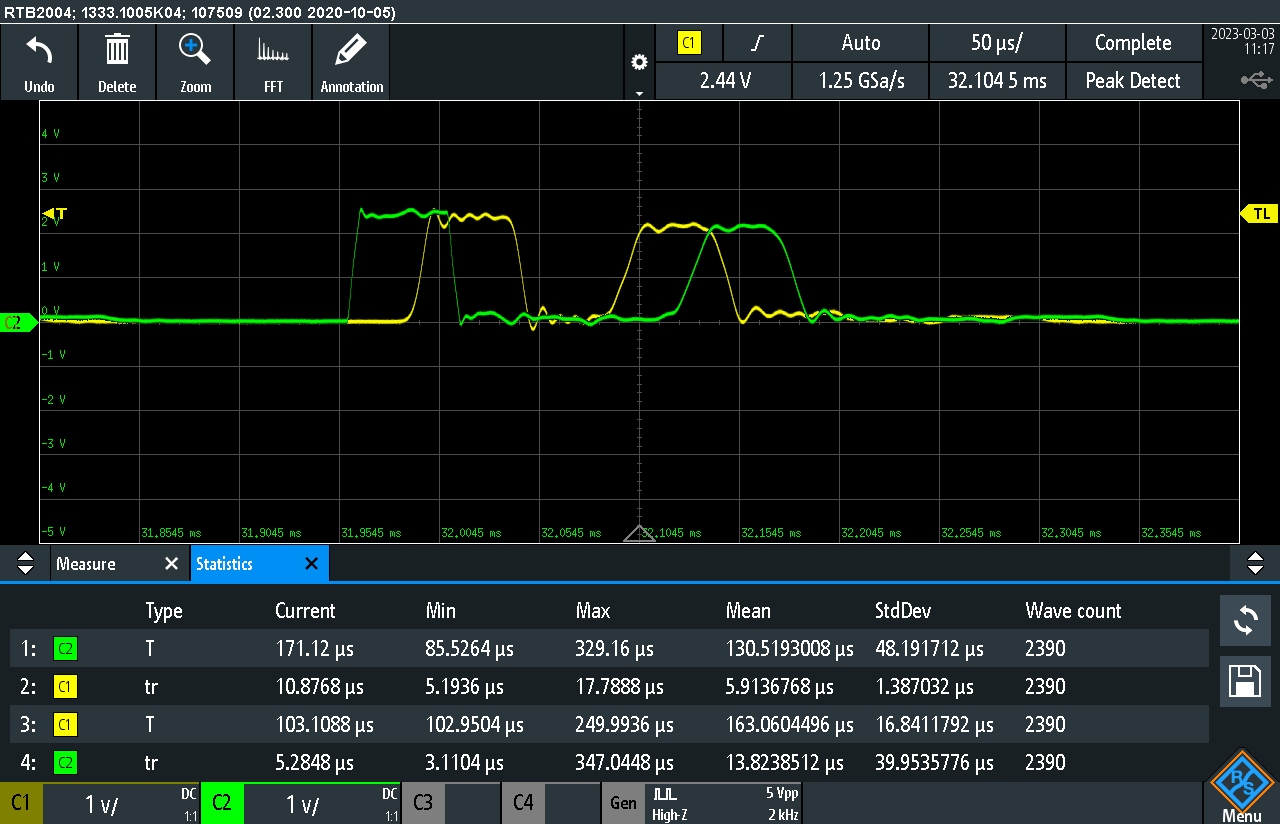 RTB2004; 1333.1005K04; 107509 (02.300 2020-10-05)
Undo Delete Zoom FFT Annotation
C1 Auto 50 µs/ Complete
2.44 V 1.25 GSa/s 32.104 5 ms Peak Detect
2023-03-03
11:17
4 V
3 V
T TL
2 V
1 V
0 V
C2
-1 V
-2 V
-3 V
-4 V
-5 V 31.8545 ms 31.9045 ms 31.9545 ms 32.0045 ms 32.0545 ms 32.1045 ms 32.1545 ms 32.2045 ms 32.2545 ms 32.3045 ms 32.3545 ms
Measure Statistics
Type Current Min Max Mean StdDev Wave count
1: C2 T 171.12 µs 85.5264 µs 329.16 µs 130.5193008 µs 48.191712 µs 2390
2: C1 tr 10.8768 µs 5.1936 µs 17.7888 µs 5.9136768 µs 1.387032 µs 2390
3: C1 T 103.1088 µs 102.9504 µs 249.9936 µs 163.0604496 µs 16.8411792 µs 2390
4: C2 tr 5.2848 µs 3.1104 µs 347.0448 µs 13.8238512 µs 39.9535776 µs 2390
C1 1 V/ DC 1:1 C2 1 V/ DC 1:1 C3 C4 Gen High-Z 5 Vpp 2 kHz
R S
Menu